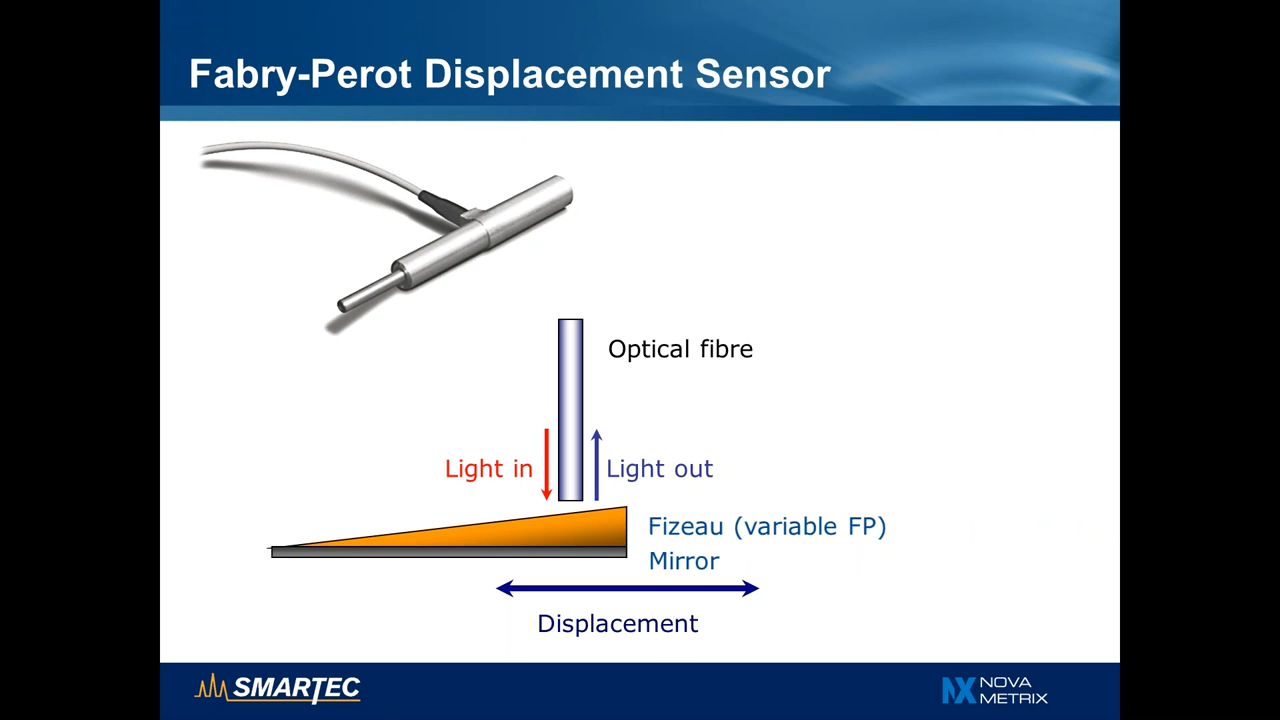 Fabry-Perot Displacement Sensor
Optical fibre
Light in
Light out
Fizeau (variable FP)
Mirror
Displacement
SMARTEC
NOVA
METRIX